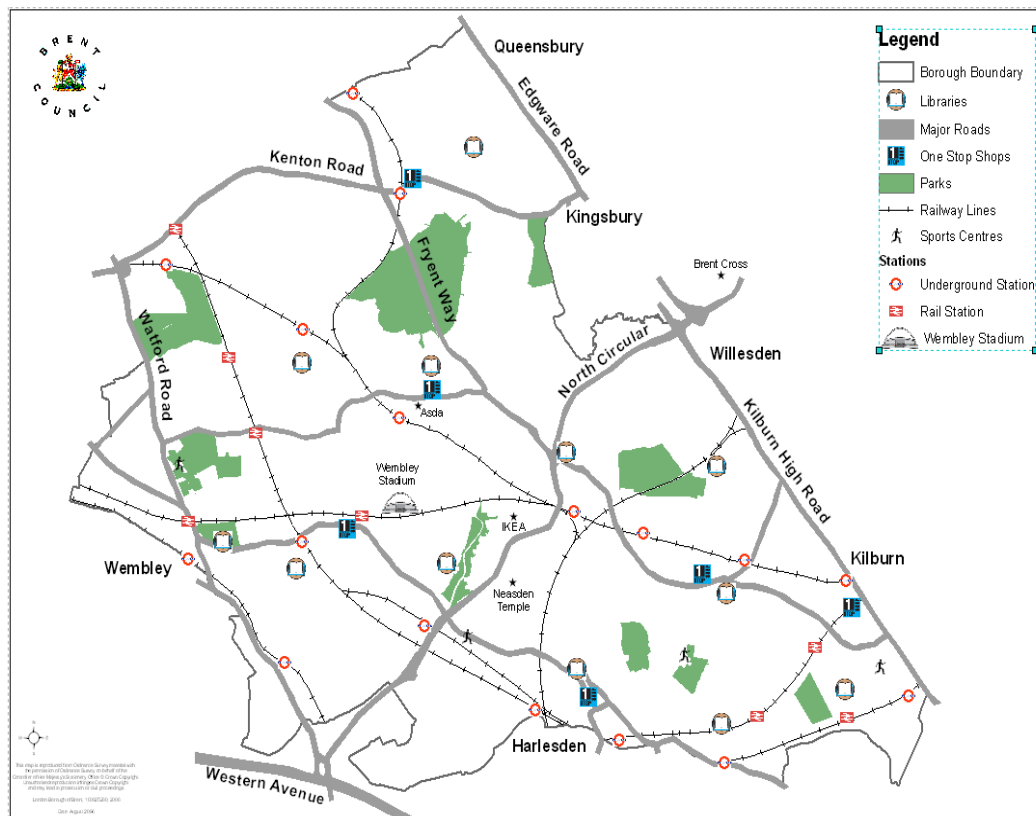 BRENT
COUNCIL
Queensbury
Edgware Road
Kenton Road
Kingsbury
Fryent Way
Brent Cross
North Circular
Willesden
Watford Road
Asda
Kilburn High Road
Wembley
Stadium
IKEA
Wembley
Kilburn
Neasden
Temple
Harlesden
Western Avenue
Legend
Borough Boundary
Libraries
Major Roads
One Stop Shops
Parks
Railway Lines
Sports Centres
Stations
Underground Station
Rail Station
Wembley Stadium